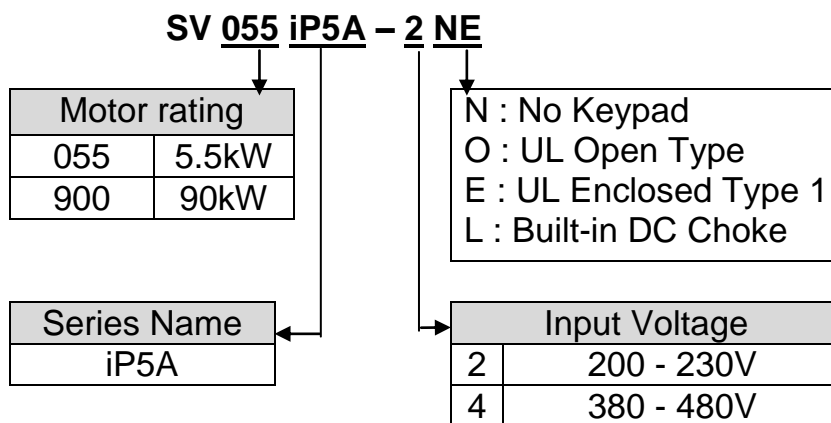 SV 055 iP5A – 2 NE
Motor rating
055 5.5kW
900 90kW
N : No Keypad
O : UL Open Type
E : UL Enclosed Type 1
L : Built-in DC Choke
Series Name
iP5A
Input Voltage
2 200 - 230V
4 380 - 480V